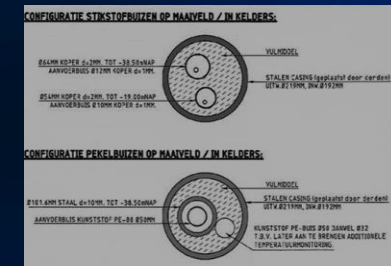 CONFIGURATIE STIKSTOFBUIZEN OP MAAIVELD / IN KELDERS:
VULMIDDEL
Ø64MM KOPER d=2MM. TOT -38.50mNAP
AANVOERBUIS Ø12MM KOPER d=1MM.
STALEN CASING (geplaatst door derden)
UITW.Ø219MM, INW.Ø192MM
Ø54MM KOPER d=2MM. TOT -19.00mNAP
AANVOERBUIS Ø10MM KOPER d=1MM.
CONFIGURATIE PEKELBUIZEN OP MAAIVELD / IN KELDERS:
VULMIDDEL
STALEN CASING (geplaatst door derden)
UITW.Ø219MM, INW.Ø192MM
Ø101.6MM STAAL d=10MM. TOT -38.50mNAP
AANVOERBUIS KUNSTSTOF PE-80 Ø50MM
KUNSTSTOF PE-BUIS Ø50 INWØ32
T.B.V. LATER AAN TE BRENGEN ADDITIONELE
TEMPERATUURMONITORING.